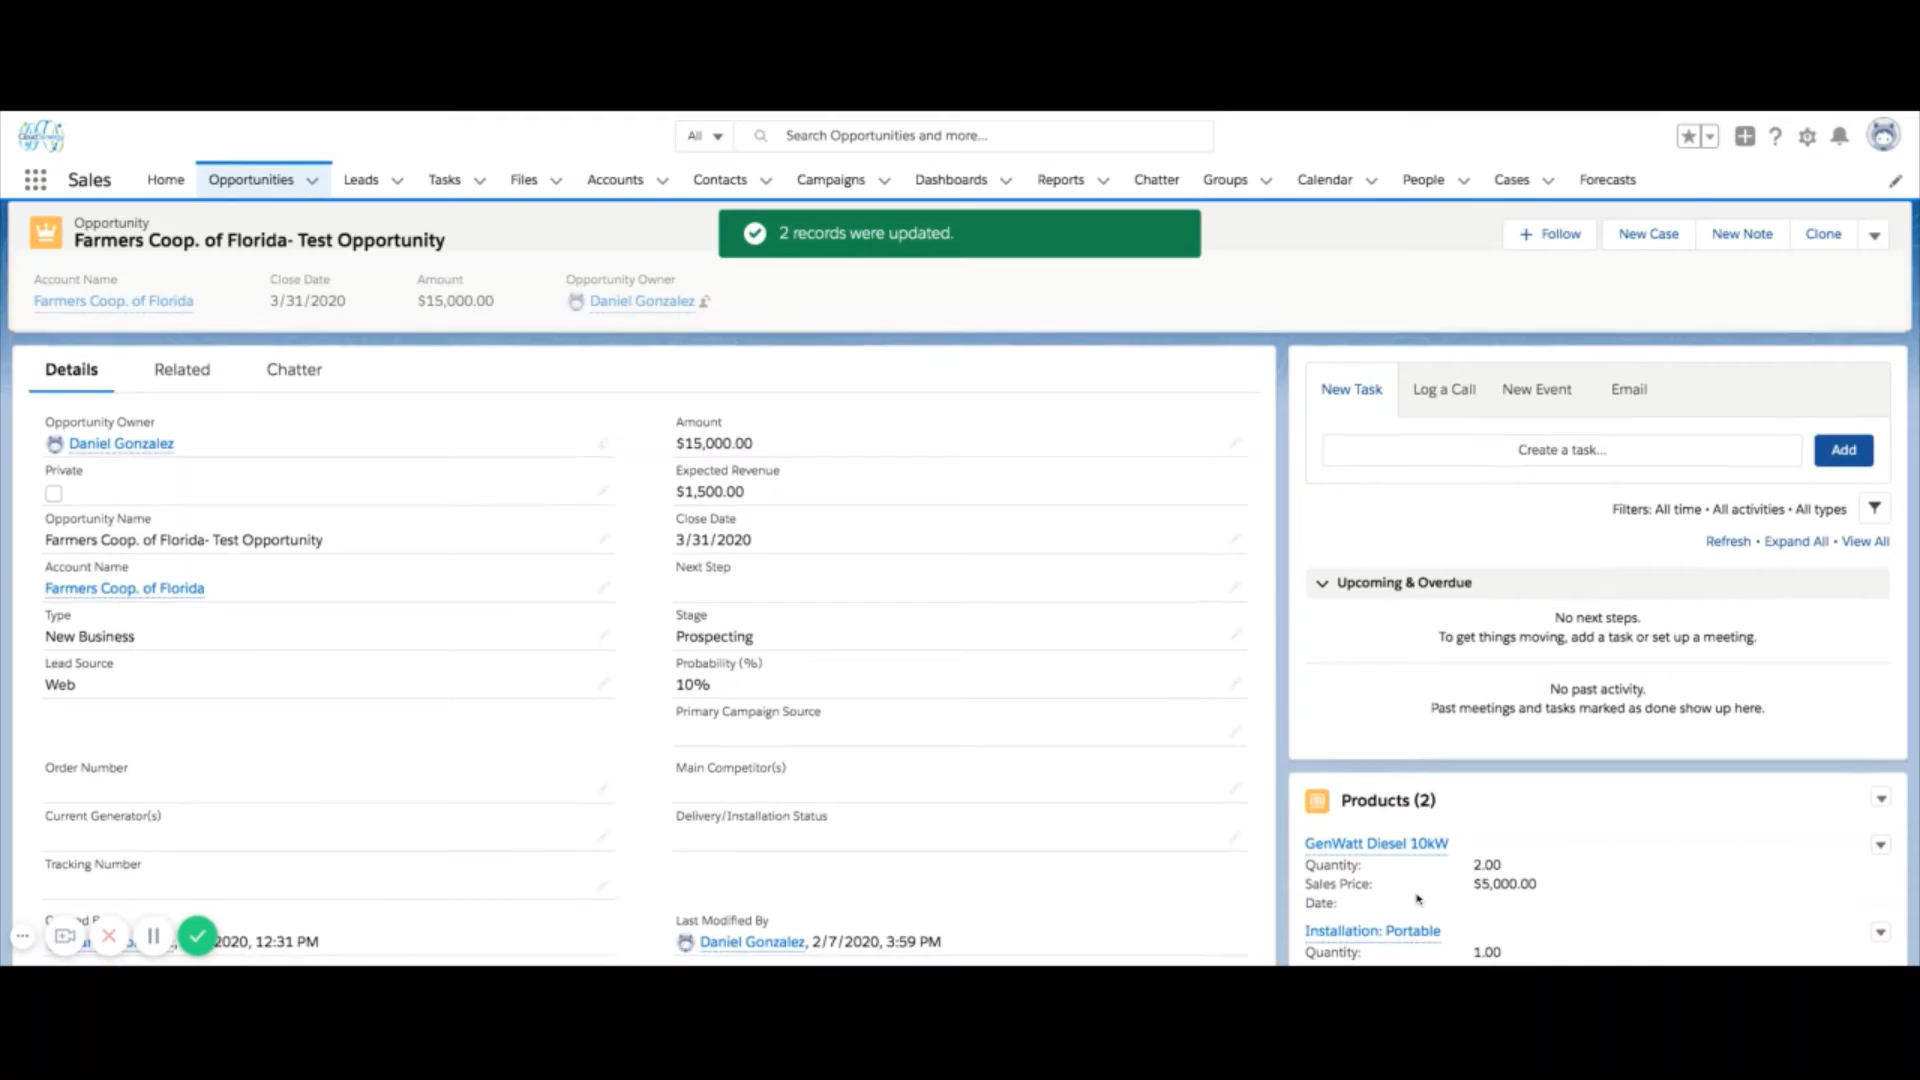 All
Search Opportunities and more...
Sales
Home
Opportunities
Leads
Tasks
Files
Accounts
Contacts
Campaigns
Dashboards
Reports
Chatter
Groups
Calendar
People
Cases
Forecasts
Opportunity
Farmers Coop. of Florida- Test Opportunity
2 records were updated.
+ Follow
New Case
New Note
Clone
Account Name
Close Date
Amount
Opportunity Owner
Farmers Coop. of Florida
3/31/2020
$15,000.00
Daniel Gonzalez
Details
Related
Chatter
Opportunity Owner
Daniel Gonzalez
Private
Opportunity Name
Farmers Coop. of Florida- Test Opportunity
Account Name
Farmers Coop. of Florida
Type
New Business
Lead Source
Web
Order Number
Current Generator(s)
Tracking Number
2020, 12:31 PM
Amount
$15,000.00
Expected Revenue
$1,500.00
Close Date
3/31/2020
Next Step
Stage
Prospecting
Probability (%)
10%
Primary Campaign Source
Main Competitor(s)
Delivery/Installation Status
Last Modified By
Daniel Gonzalez, 2/7/2020, 3:59 PM
New Task
Log a Call
New Event
Email
Create a task...
Add
Filters: All time • All activities • All types
Refresh • Expand All • View All
Upcoming & Overdue
No next steps.
To get things moving, add a task or set up a meeting.
No past activity.
Past meetings and tasks marked as done show up here.
Products (2)
GenWatt Diesel 10kW
Quantity: 2.00
Sales Price: $5,000.00
Date:
Installation: Portable
Quantity: 1.00